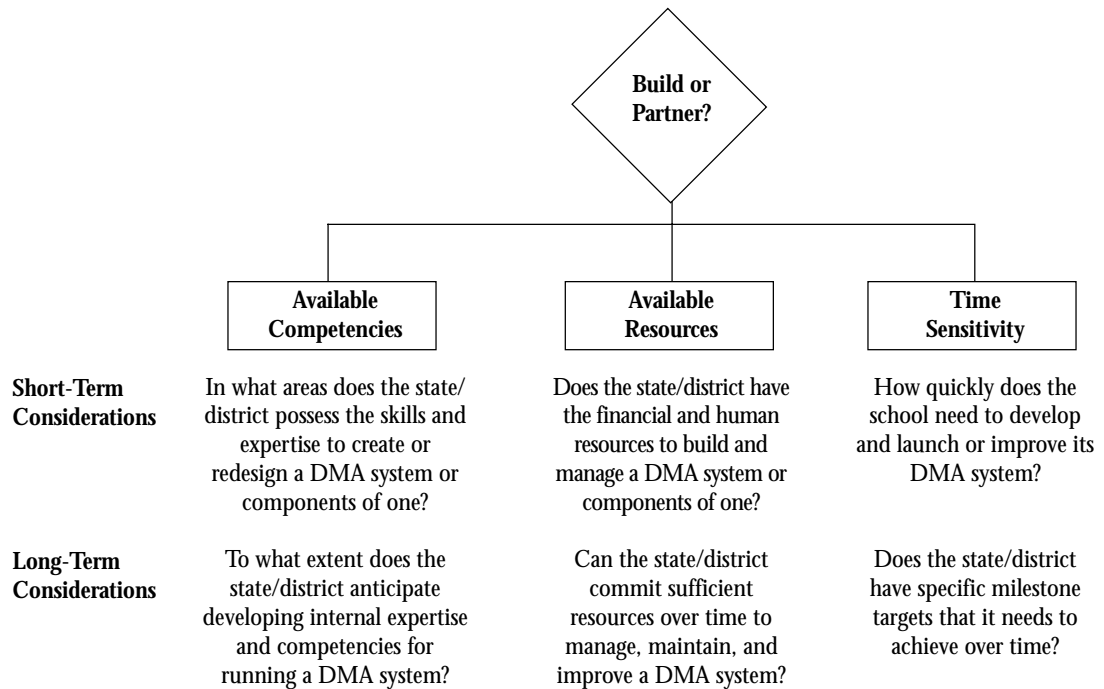 Build or
Partner?
Available
Competencies
Available
Resources
Time
Sensitivity
Short-Term
Considerations
In what areas does the state/
district possess the skills and
expertise to create or
redesign a DMA system or
components of one?
Does the state/district have
the financial and human
resources to build and
manage a DMA system or
components of one?
How quickly does the
school need to develop
and launch or improve its
DMA system?
Long-Term
Considerations
To what extent does the
state/district anticipate
developing internal expertise
and competencies for
running a DMA system?
Can the state/district
commit sufficient
resources over time to
manage, maintain, and
improve a DMA system?
Does the state/district
have specific milestone
targets that it needs to
achieve over time?